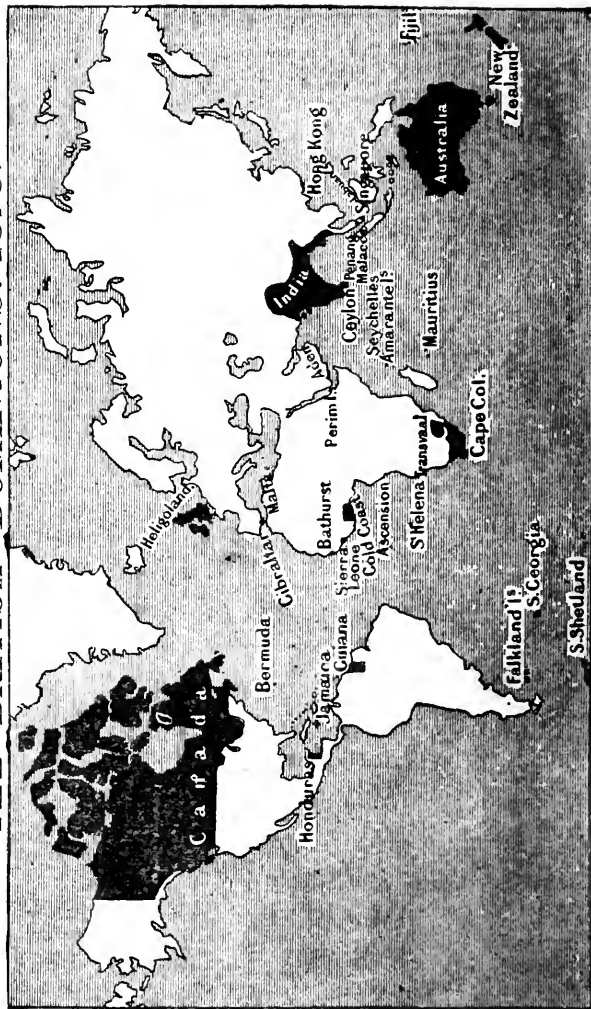 Canada
Heligoland
Bermuda
Gibralta
Malta
Honduras
Jamaica
Guiana
Bathurst
Sierra
Leone
Gold Coast
Ascension
St Helena
Transvaal
Cape Col.
Falkland Is
S. Georgia
S. Shetland
Perim I.
Aden
India
Ceylon
Penang
Malacca
Singapore
Seychelles
Amarante Is
Mauritius
Hong Kong
Australia
Fiji I
New
Zealand